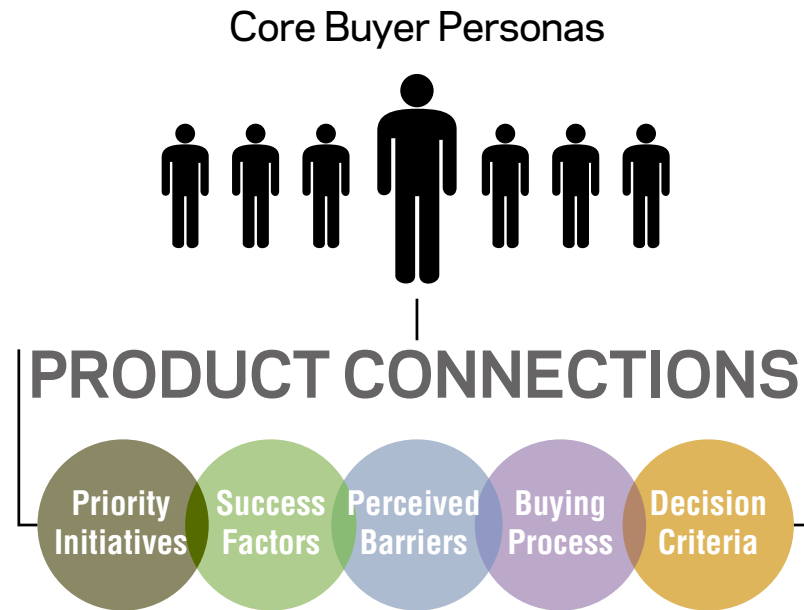 Core Buyer Personas
PRODUCT CONNECTIONS
Priority
Initiatives
Success
Factors
Perceived
Barriers
Buying
Process
Decision
Criteria